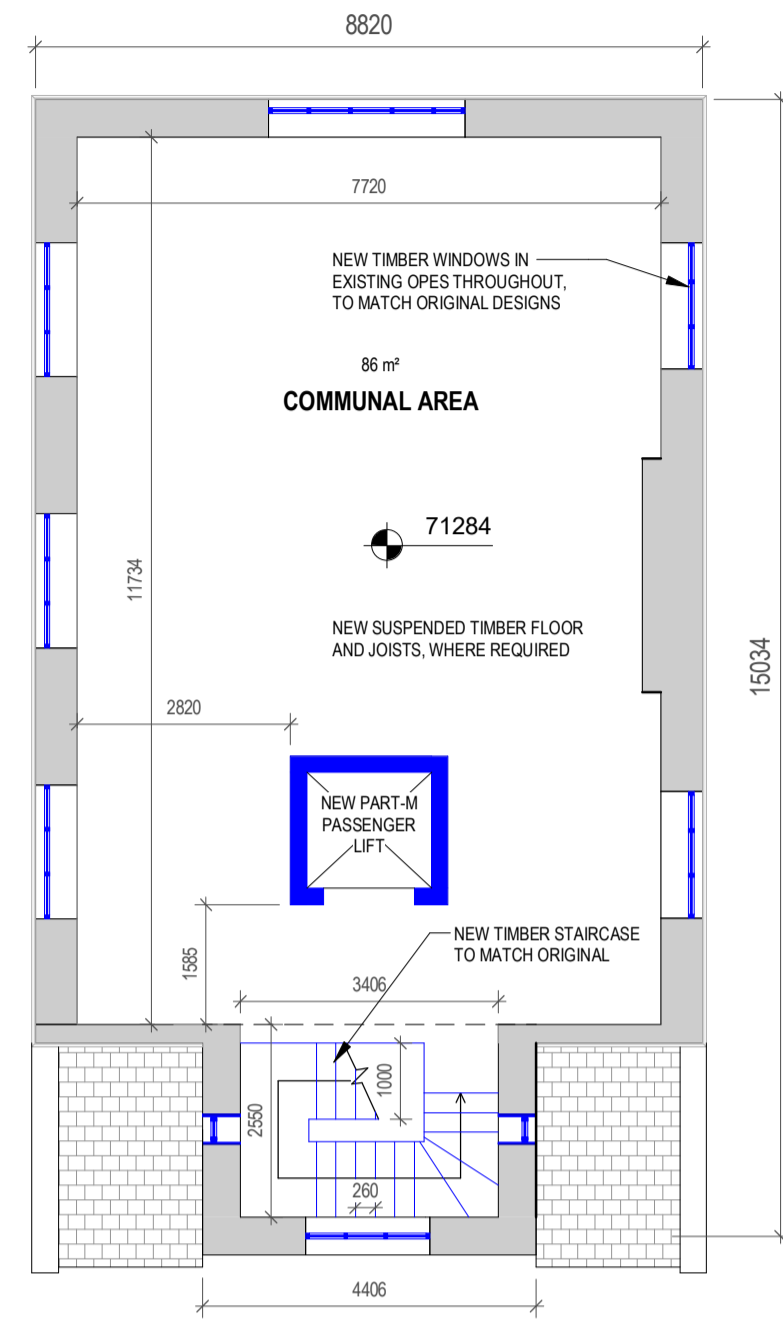 8820
7720
NEW TIMBER WINDOWS IN
EXISTING OPES THROUGHOUT,
TO MATCH ORIGINAL DESIGNS
86 m²
COMMUNAL AREA
71284
11734
NEW SUSPENDED TIMBER FLOOR
AND JOISTS, WHERE REQUIRED
15034
2820
NEW PART-M
PASSENGER
LIFT
NEW TIMBER STAIRCASE
TO MATCH ORIGINAL
1585
3406
1000
2550
260
4406